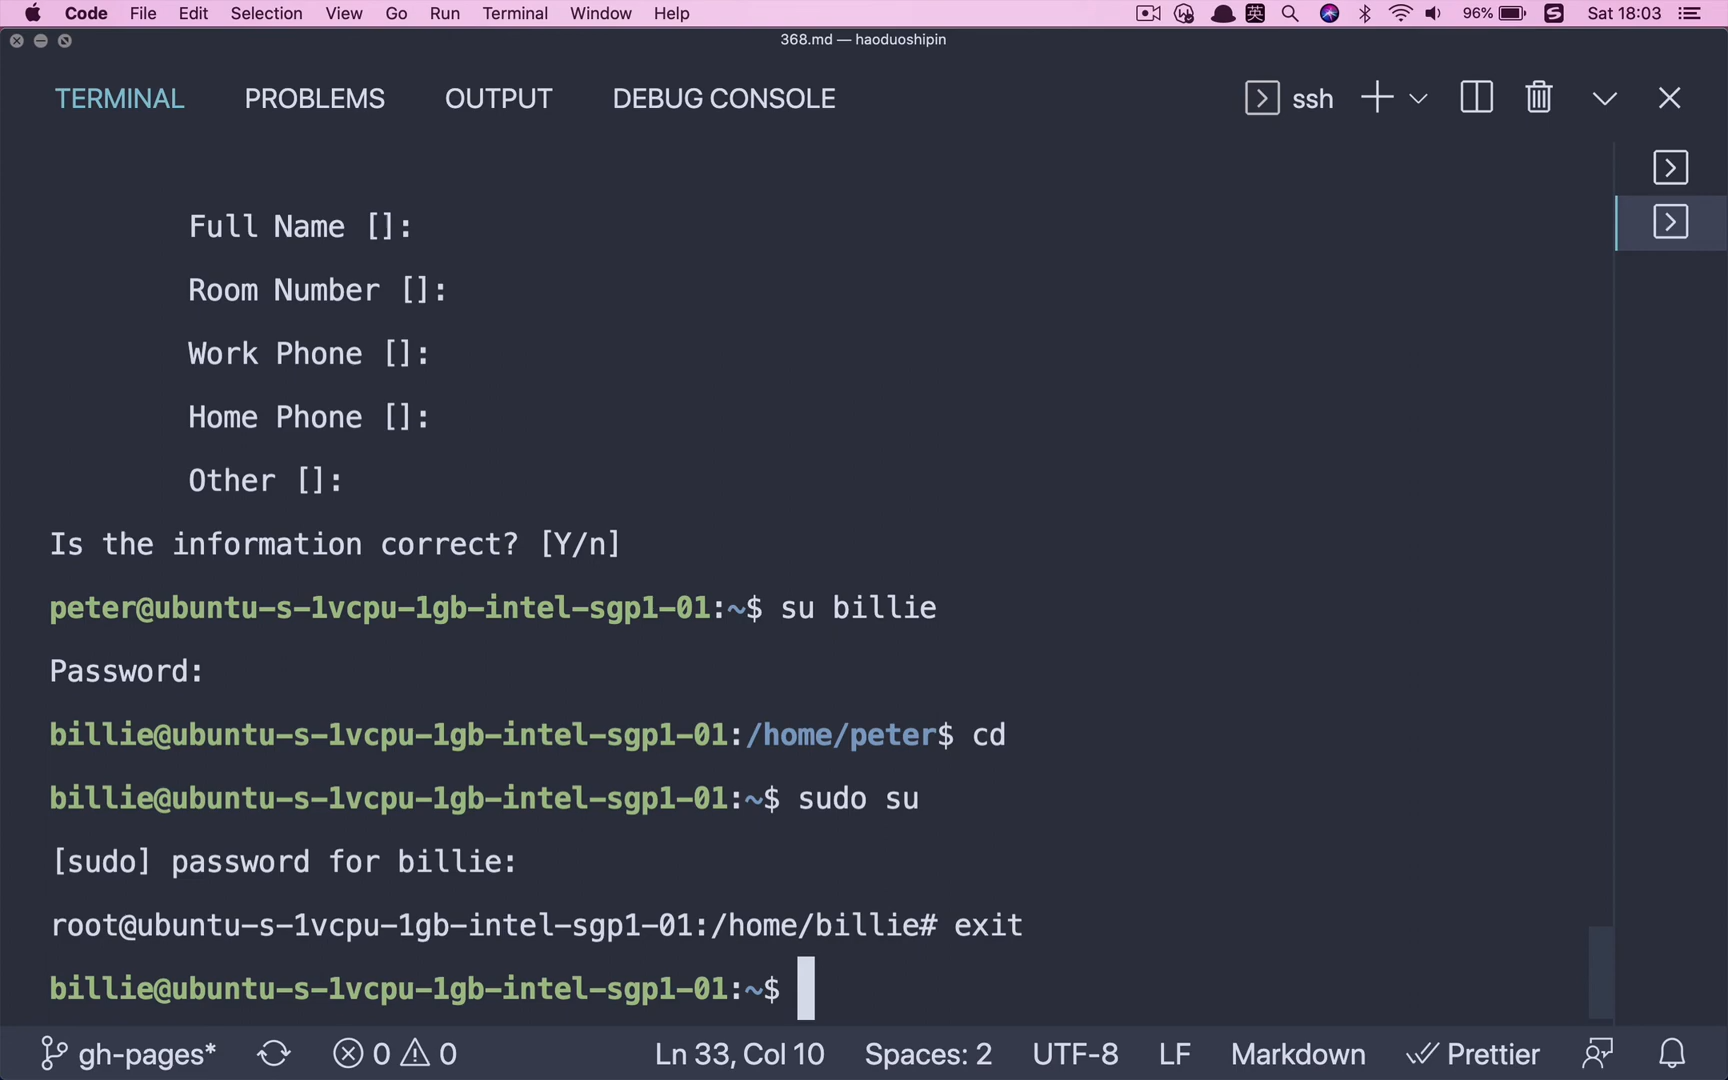 Code File Edit Selection View Go Run Terminal Window Help 英 96% S Sat 18:03
368.md — haoduoshipin
TERMINAL PROBLEMS OUTPUT DEBUG CONSOLE ssh
Full Name []:
Room Number []:
Work Phone []:
Home Phone []:
Other []:
Is the information correct? [Y/n]
peter@ubuntu-s-1vcpu-1gb-intel-sgp1-01:~$ su billie
Password:
billie@ubuntu-s-1vcpu-1gb-intel-sgp1-01:/home/peter$ cd
billie@ubuntu-s-1vcpu-1gb-intel-sgp1-01:~$ sudo su
[sudo] password for billie:
root@ubuntu-s-1vcpu-1gb-intel-sgp1-01:/home/billie# exit
billie@ubuntu-s-1vcpu-1gb-intel-sgp1-01:~$
gh-pages* 0 0 Ln 33, Col 10 Spaces: 2 UTF-8 LF Markdown Prettier